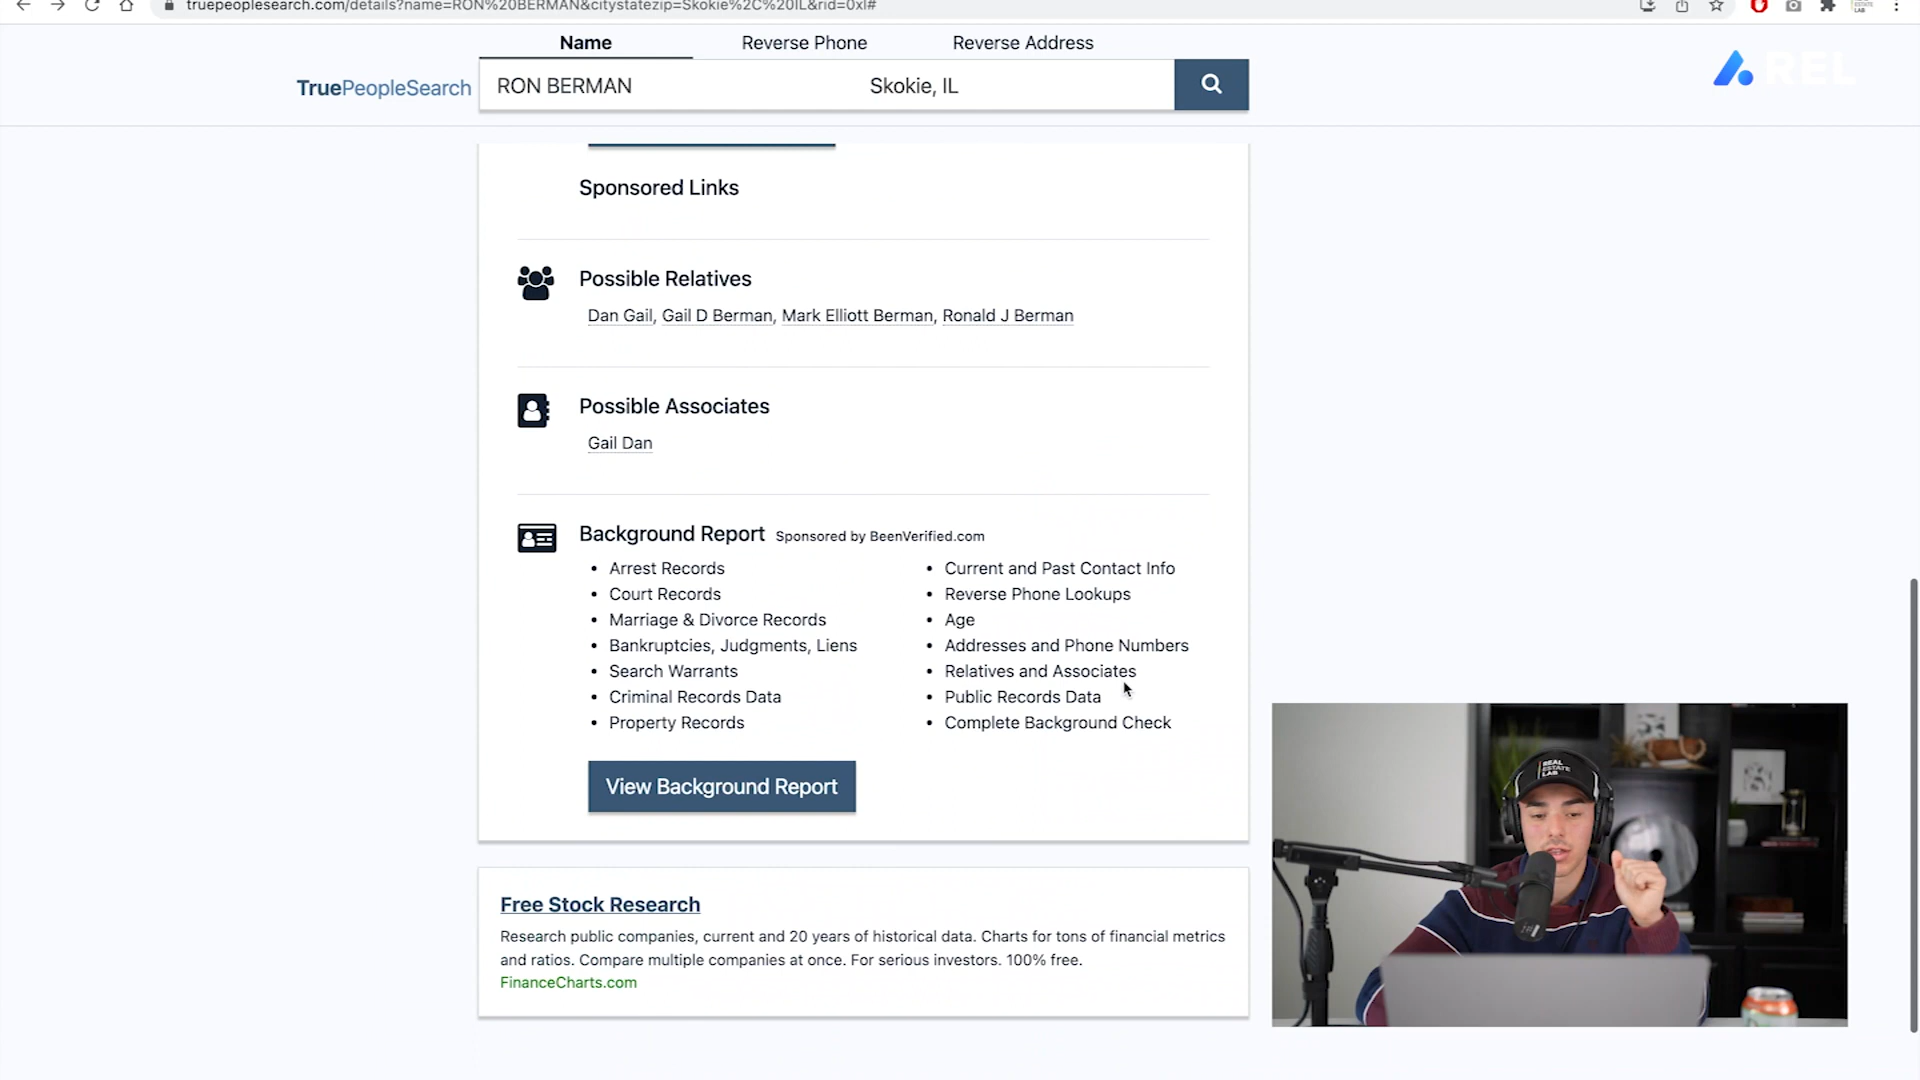 truepeoplesearch.com/details?name=RON%20BERMAN&citystatezip=Skokie%2C%20IL&rid=0xl#
Name Reverse Phone Reverse Address
TruePeopleSearch RON BERMAN Skokie, IL
REL
Sponsored Links
Possible Relatives
Dan Gail, Gail D Berman, Mark Elliott Berman, Ronald J Berman
Possible Associates
Gail Dan
Background Report Sponsored by BeenVerified.com
• Arrest Records
• Court Records
• Marriage & Divorce Records
• Bankruptcies, Judgments, Liens
• Search Warrants
• Criminal Records Data
• Property Records
• Current and Past Contact Info
• Reverse Phone Lookups
• Age
• Addresses and Phone Numbers
• Relatives and Associates
• Public Records Data
• Complete Background Check
View Background Report
Free Stock Research
Research public companies, current and 20 years of historical data. Charts for tons of financial metrics
and ratios. Compare multiple companies at once. For serious investors. 100% free.
FinanceCharts.com
REAL
ESTATE
LAB